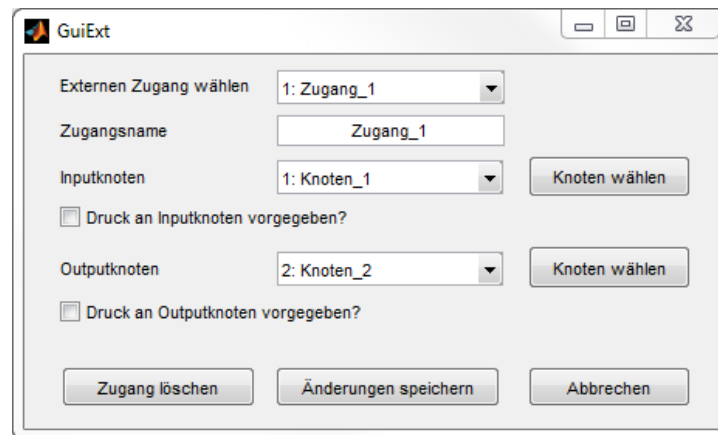 GuiExt
Externen Zugang wählen 1: Zugang_1
Zugangsname Zugang_1
Inputknoten 1: Knoten_1 Knoten wählen
Druck an Inputknoten vorgegeben?
Outputknoten 2: Knoten_2 Knoten wählen
Druck an Outputknoten vorgegeben?
Zugang löschen Änderungen speichern Abbrechen